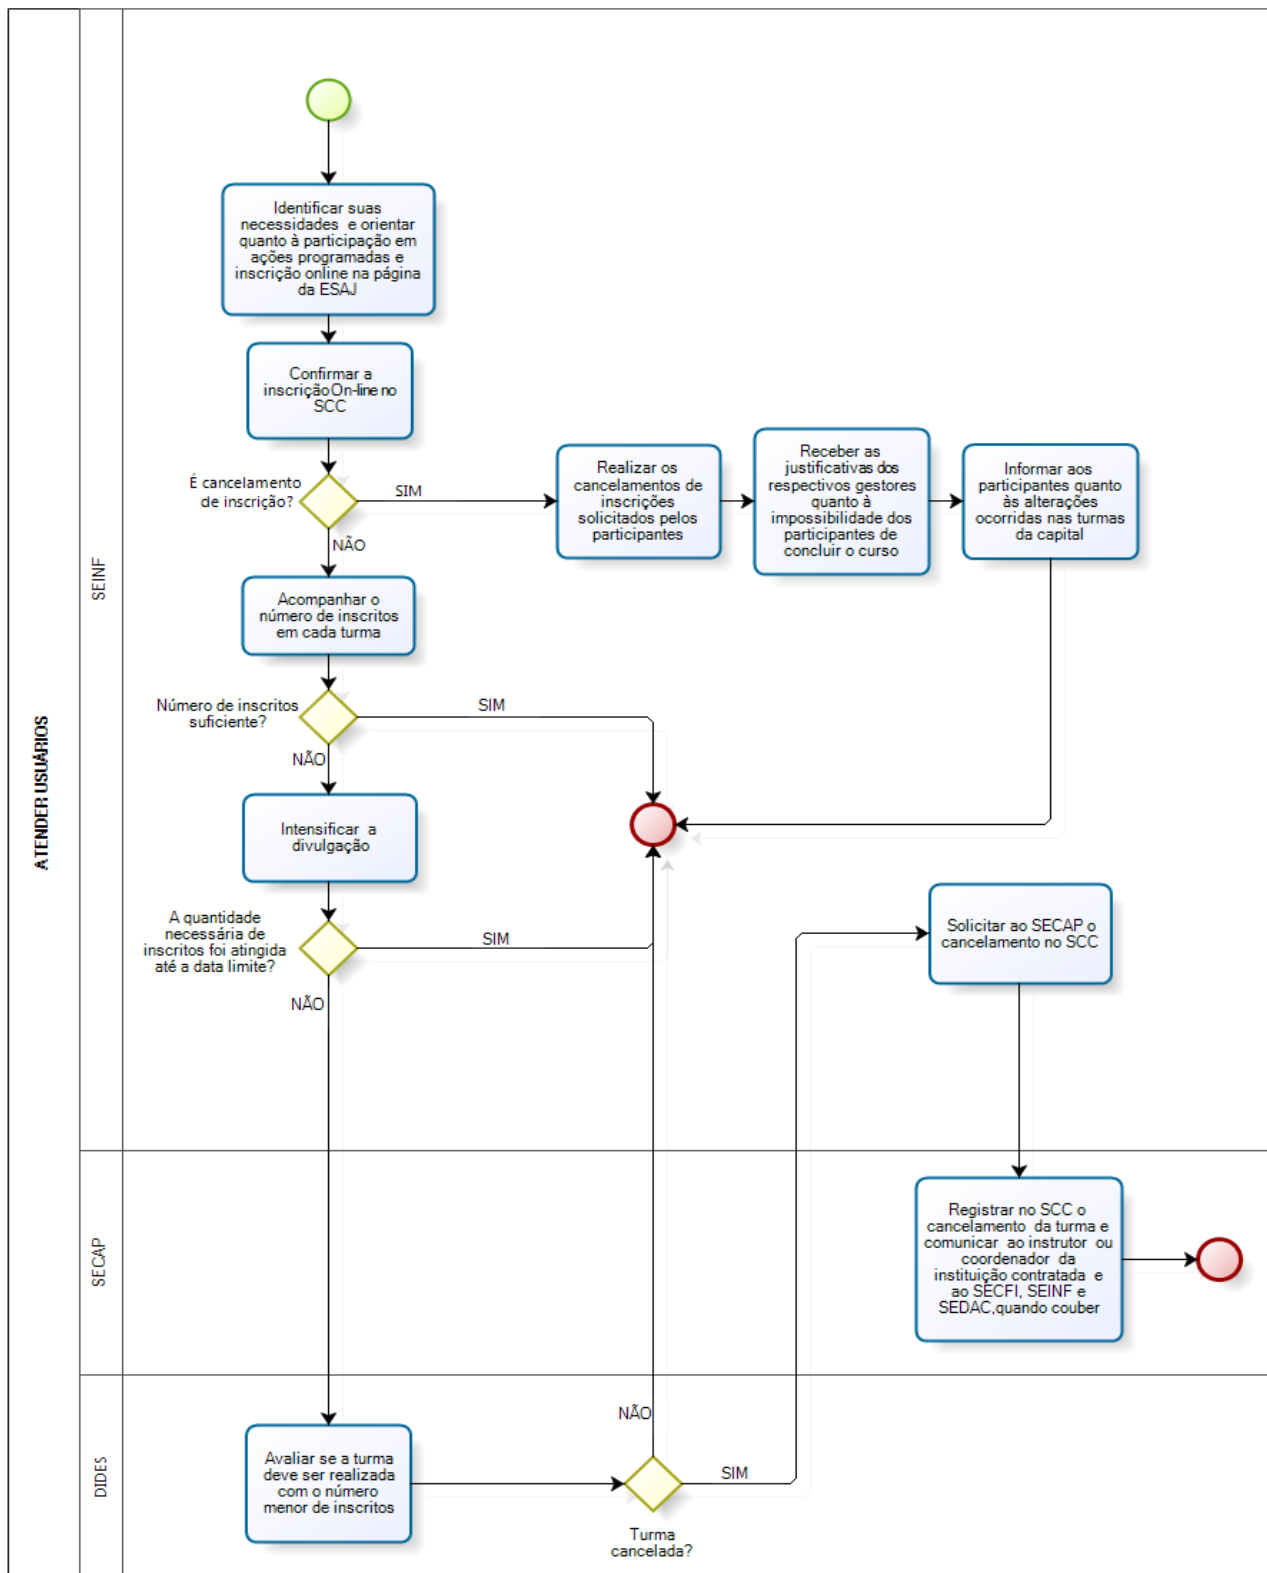 ATENDER USUÁRIOS
SEINF
Identificar suas
necessidades e orientar
quanto à participação em
ações programadas e
inscrição online na página
da ESAJ
Confirmar a
inscrição On-line no
SCC
É cancelamento
de inscrição?
SIM
NÃO
Realizar os
cancelamentos de
inscrições
solicitados pelos
participantes
Receber as
justificativas dos
respectivos gestores
quanto à
impossibilidade dos
participantes de
concluir o curso
Informar aos
participantes quanto
às alterações
ocorridas nas turmas
da capital
Acompanhar o
número de inscritos
em cada turma
Número de inscritos
suficiente?
SIM
NÃO
Intensificar a
divulgação
A quantidade
necessária de
inscritos foi atingida
até a data limite?
SIM
NÃO
Solicitar ao SECAP o
cancelamento no SCC
SECAP
Registrar no SCC o
cancelamento da turma e
comunicar ao instrutor ou
coordenador da
instituição contratada e
ao SECFI, SEINF e
SEDAC,quando couber
DIDES
Avaliar se a turma
deve ser realizada
com o número
menor de inscritos
NÃO
SIM
Turma
cancelada?